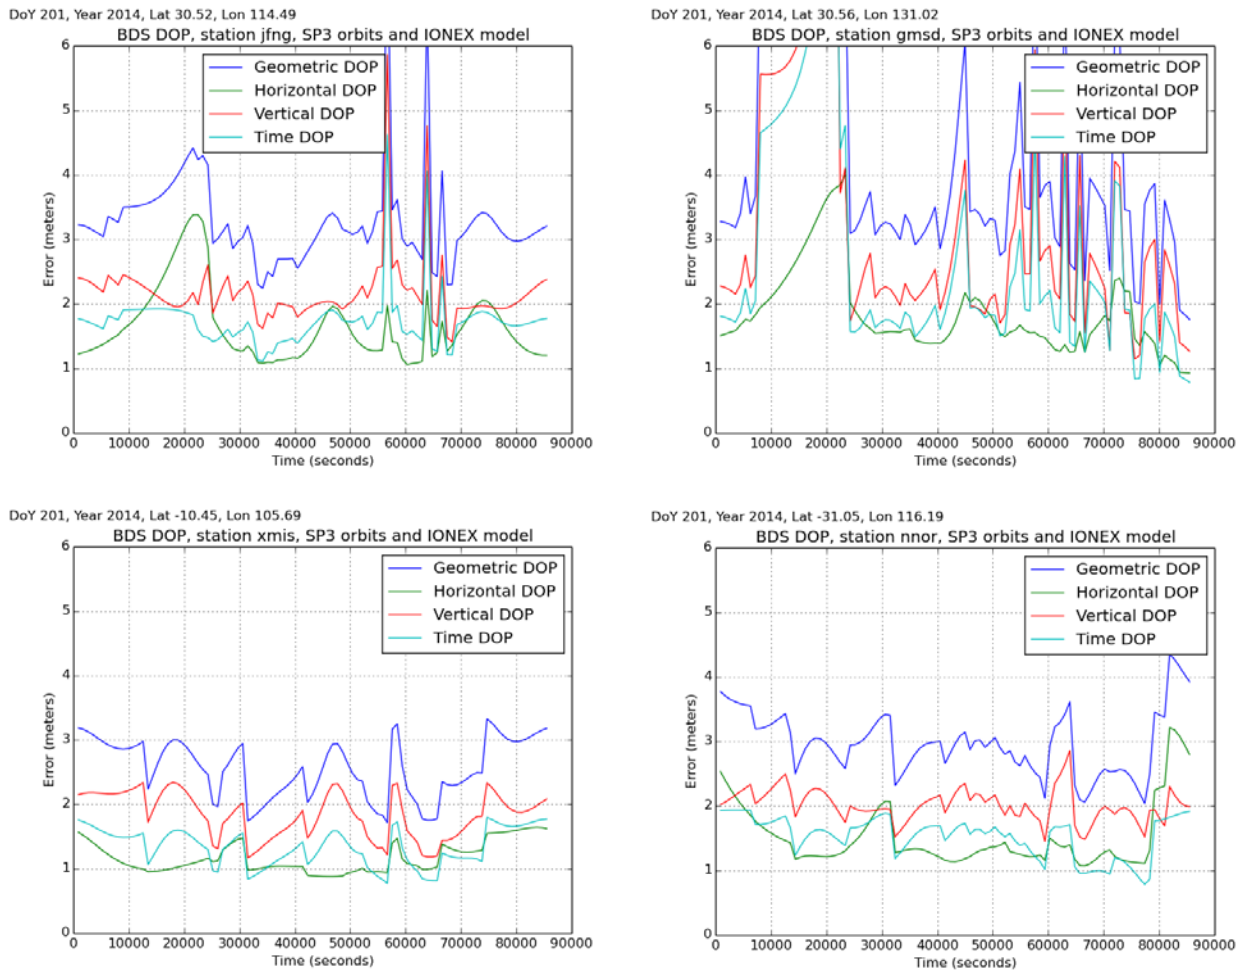 DoY 201, Year 2014, Lat 30.52, Lon 114.49
BDS DOP, station jfng, SP3 orbits and IONEX model
Geometric DOP
Horizontal DOP
Vertical DOP
Time DOP
Error (meters)
6
5
4
3
2
1
0
0 10000 20000 30000 40000 50000 60000 70000 80000 90000
Time (seconds)
DoY 201, Year 2014, Lat 30.56, Lon 131.02
BDS DOP, station gmsd, SP3 orbits and IONEX model
Geometric DOP
Horizontal DOP
Vertical DOP
Time DOP
Error (meters)
6
5
4
3
2
1
0
0 10000 20000 30000 40000 50000 60000 70000 80000 90000
Time (seconds)
DoY 201, Year 2014, Lat -10.45, Lon 105.69
BDS DOP, station xmis, SP3 orbits and IONEX model
Geometric DOP
Horizontal DOP
Vertical DOP
Time DOP
Error (meters)
6
5
4
3
2
1
0
0 10000 20000 30000 40000 50000 60000 70000 80000 90000
Time (seconds)
DoY 201, Year 2014, Lat -31.05, Lon 116.19
BDS DOP, station nnor, SP3 orbits and IONEX model
Geometric DOP
Horizontal DOP
Vertical DOP
Time DOP
Error (meters)
6
5
4
3
2
1
0
0 10000 20000 30000 40000 50000 60000 70000 80000 90000
Time (seconds)